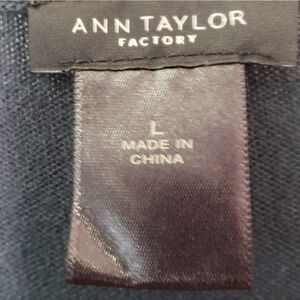 ANN TAYLOR
FACTORY
L
MADE IN
CHINA